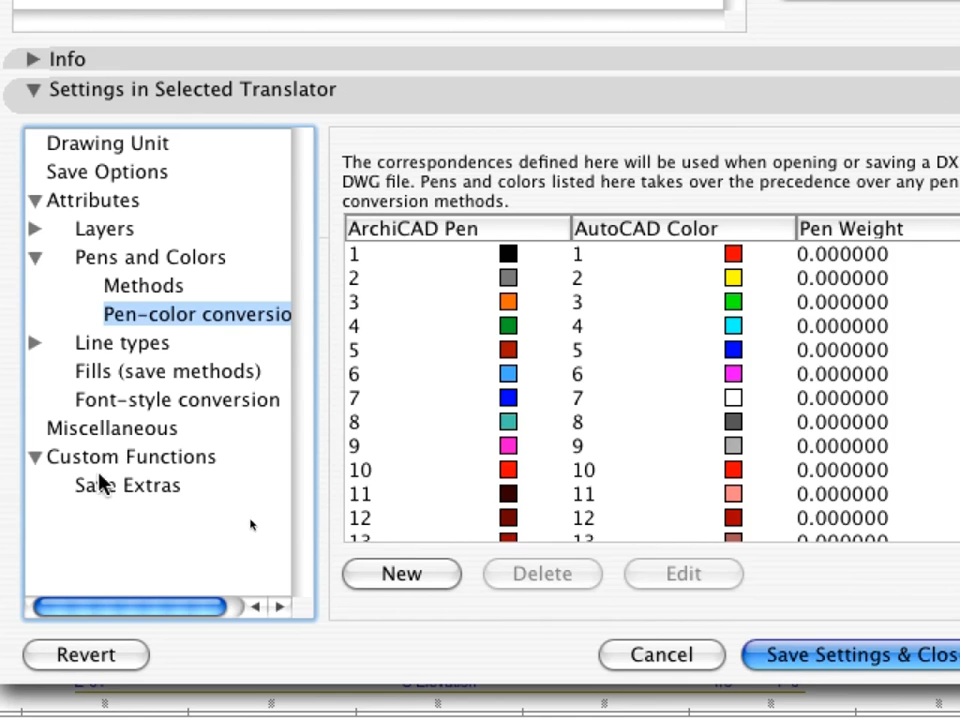 Info
Settings in Selected Translator
Drawing Unit
Save Options
Attributes
Layers
Pens and Colors
Methods
Pen-color conversio
Line types
Fills (save methods)
Font-style conversion
Miscellaneous
Custom Functions
Save Extras
The correspondences defined here will be used when opening or saving a DX
DWG file. Pens and colors listed here takes over the precedence over any pen
conversion methods.
ArchiCAD Pen AutoCAD Color Pen Weight
1 1 0.000000
2 2 0.000000
3 3 0.000000
4 4 0.000000
5 5 0.000000
6 6 0.000000
7 7 0.000000
8 8 0.000000
9 9 0.000000
10 10 0.000000
11 11 0.000000
12 12 0.000000
13 13 0.000000
New Delete Edit
Revert Cancel Save Settings & Clos